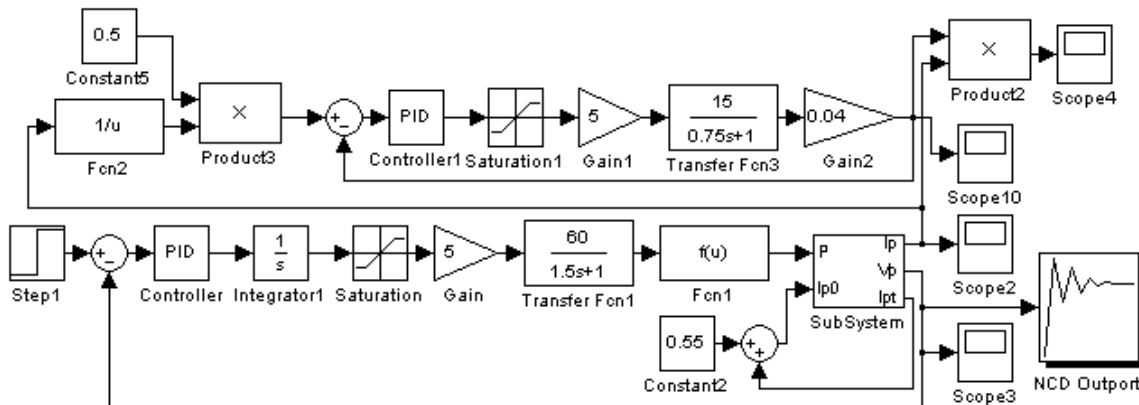 0.5
Constant5
1/u
Fcn2
×
Product3
+
−
PID
Controller1
Saturation1
5
Gain1
15
0.75s+1
Transfer Fcn3
0.04
Gain2
×
Product2
Scope4
Scope10
Step1
+
−
PID
Controller
1
s
Integrator1
Saturation
5
Gain
60
1.5s+1
Transfer Fcn1
f(u)
Fcn1
P
Ip0
Ip
Vp
Ipt
SubSystem
0.55
Constant2
+
+
Scope2
Scope3
NCD Outport